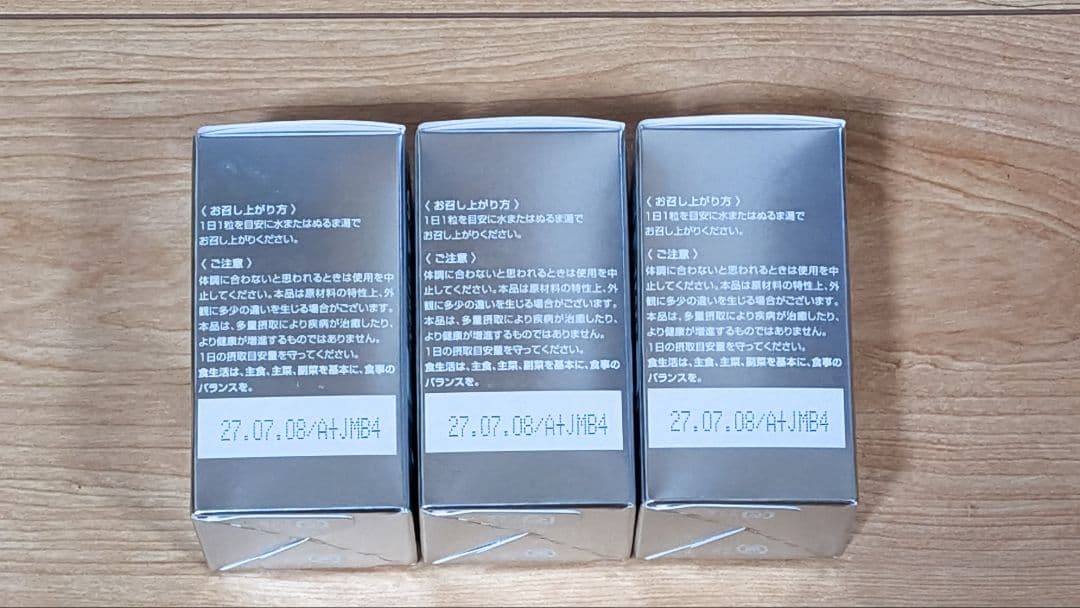 〈 お召し上がり方 〉
1日1粒を目安に水またはぬるま湯で
お召し上がりください。
〈 ご注意 〉
体調に合わないと思われるときは使用を中
止してください。本品は原材料の特性上、外
観に多少の違いを生じる場合がございます。
本品は、多量摂取により疾病が治癒したり、
より健康が増進するものではありません。
1日の摂取目安量を守ってください。
食生活は、主食、主菜、副菜を基本に、食事の
バランスを。
27.07.08/A+JMB4
〈 お召し上がり方 〉
1日1粒を目安に水またはぬるま湯で
お召し上がりください。
〈 ご注意 〉
体調に合わないと思われるときは使用を中
止してください。本品は原材料の特性上、外
観に多少の違いを生じる場合がございます。
本品は、多量摂取により疾病が治癒したり、
より健康が増進するものではありません。
1日の摂取目安量を守ってください。
食生活は、主食、主菜、副菜を基本に、食事の
バランスを。
27.07.08/A+JMB4
〈 お召し上がり方 〉
1日1粒を目安に水またはぬるま湯で
お召し上がりください。
〈 ご注意 〉
体調に合わないと思われるときは使用を中
止してください。本品は原材料の特性上、外
観に多少の違いを生じる場合がございます。
本品は、多量摂取により疾病が治癒したり、
より健康が増進するものではありません。
1日の摂取目安量を守ってください。
食生活は、主食、主菜、副菜を基本に、食事の
バランスを。
27.07.08/A+JMB4